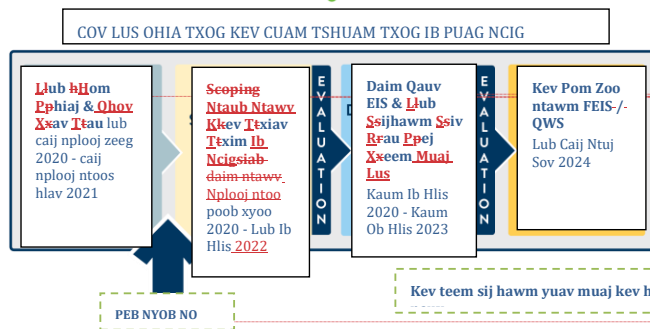 COV LUS OHIA TXOG KEV CUAM TSHUAM TXOG IB PUAG NCIG
Llub hHom
Pphiaj & Qhov
Xxav Ttau lub
caij nplooj zeeg
2020 - caij
nplooj ntoos
hlav 2021
Scoping
Ntaub Ntawv
Kkev Ttxiav
Ttxim Ib
Ncigsiab
daim ntawv
Nplooj ntoo
poob xyoo
2020 - Lub Ib
Hlis 2022
EVALUATION
Daim Qauv
EIS & Llub
Ssijhawm Ssiv
Rrau Ppej
Xxeem Muaj
Lus
Kaum Ib Hlis
2020 - Kaum
Ob Hlis 2023
EVALUATION
Kev Pom Zoo
ntawm FEIS-/-
QWS
Lub Caij Ntuj
Sov 2024
PEB NYOB NO
Kev teem sij hawm yuav muaj kev h